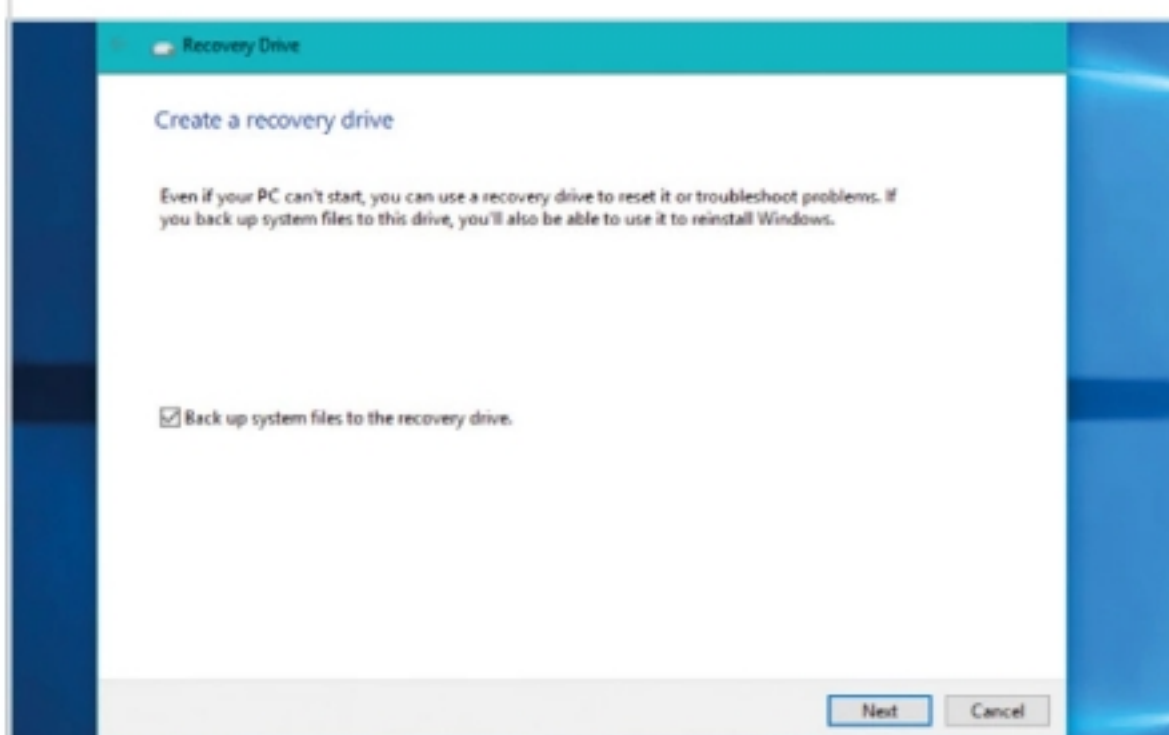 Recovery Drive
Create a recovery drive
Even if your PC can't start, you can use a recovery drive to reset it or troubleshoot problems. If
you back up system files to this drive, you'll also be able to use it to reinstall Windows.
Back up system files to the recovery drive.
Next
Cancel